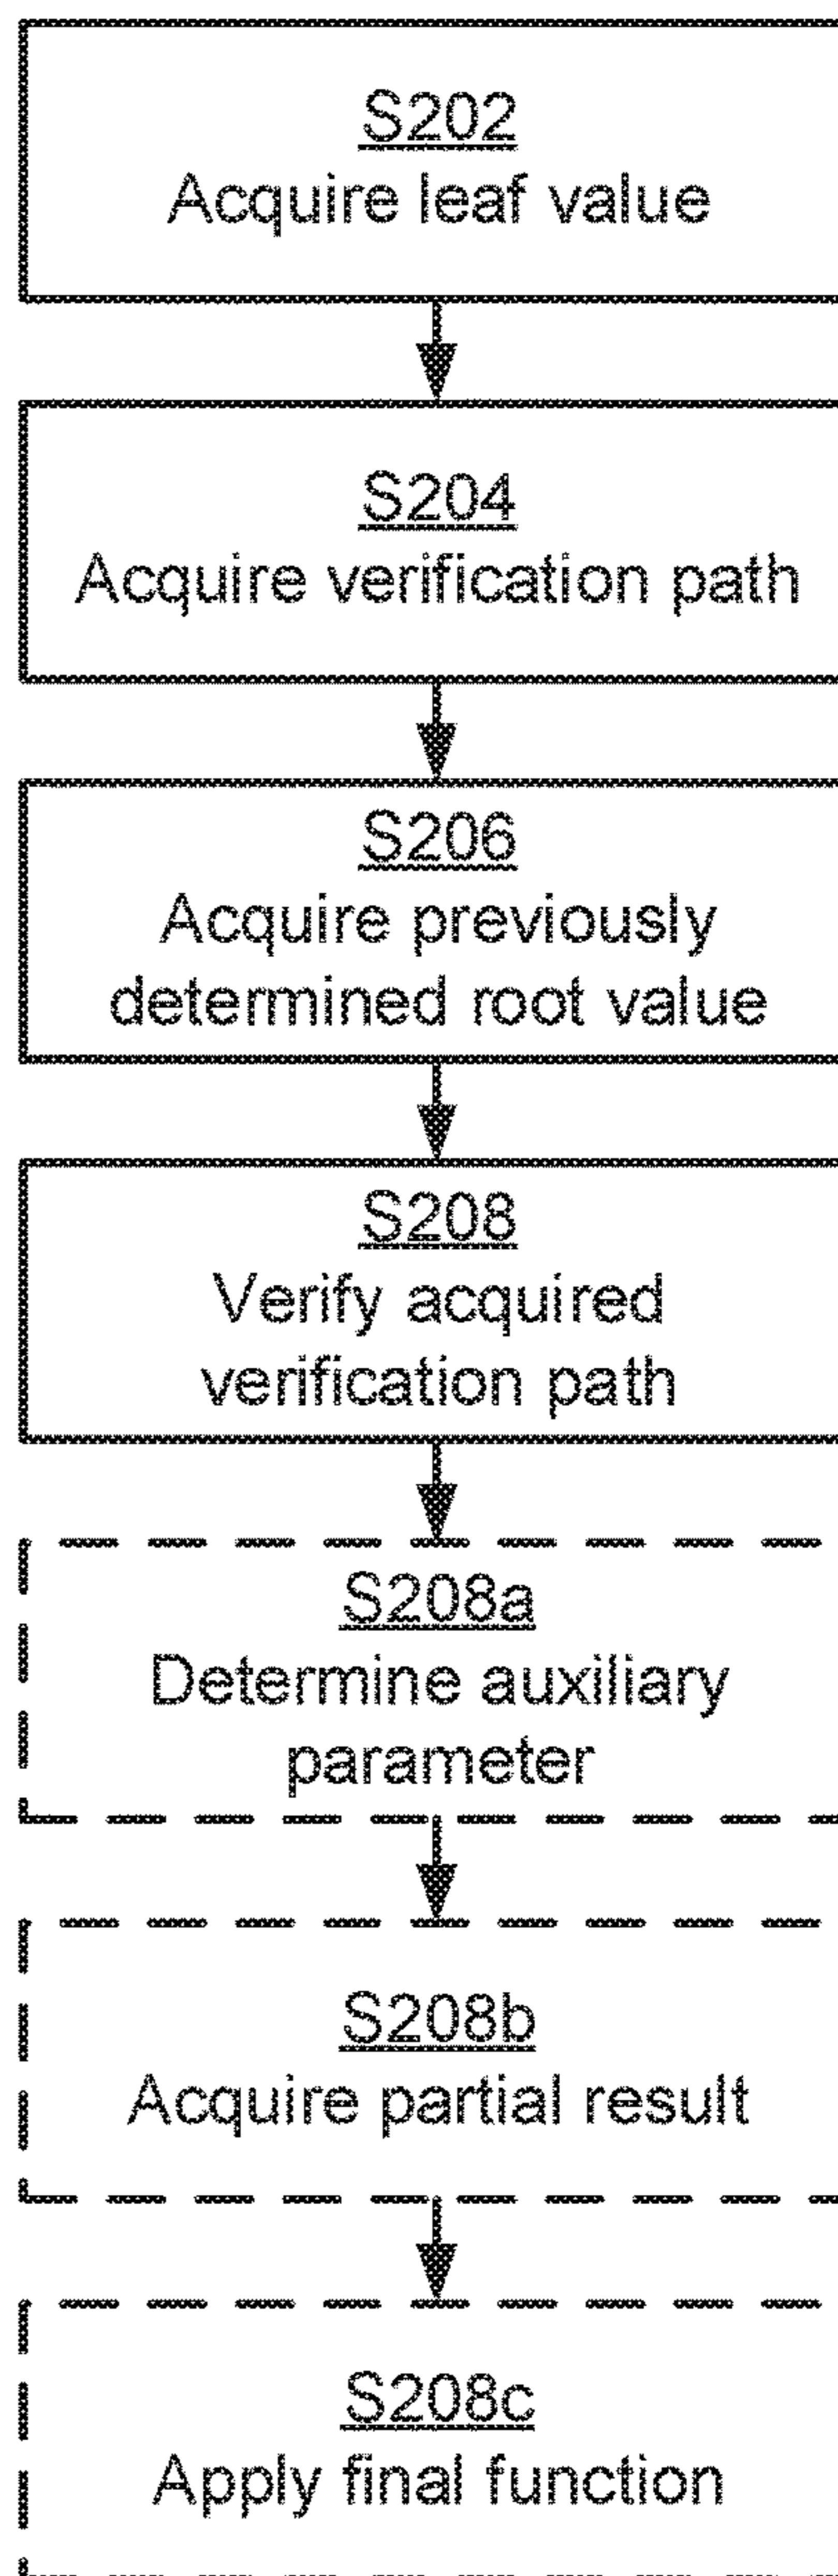 S202
Acquire leaf value
S204
Acquire verification path
S206
Acquire previously
determined root value
S208
Verify acquired
verification path
S208a
Determine auxiliary
parameter
S208b
Acquire partial result
S208c
Apply final function